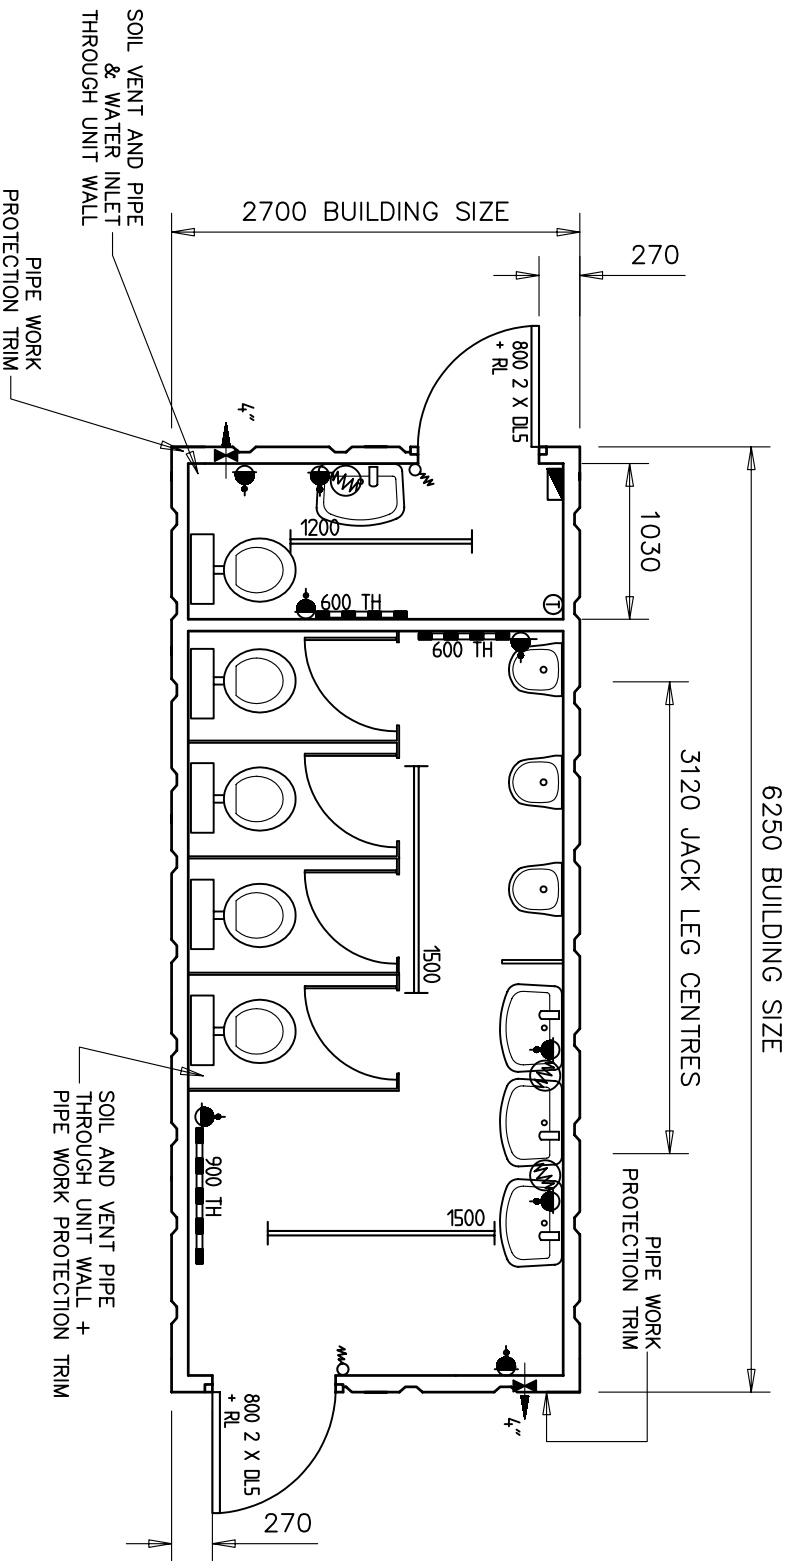 SOIL VENT AND PIPE
& WATER INLET
THROUGH UNIT WALL
PIPE WORK
PROTECTION TRIM
2700 BUILDING SIZE
270
800 2 X DL5
+ RL
4"
1030
6250 BUILDING SIZE
3120 JACK LEG CENTRES
1200
600 TH
T
600 TH
1500
900 TH
1500
PIPE WORK
PROTECTION TRIM
SOIL AND VENT PIPE
THROUGH UNIT WALL +
PIPE WORK PROTECTION TRIM
4"
800 2 X DL5
+ RL
270